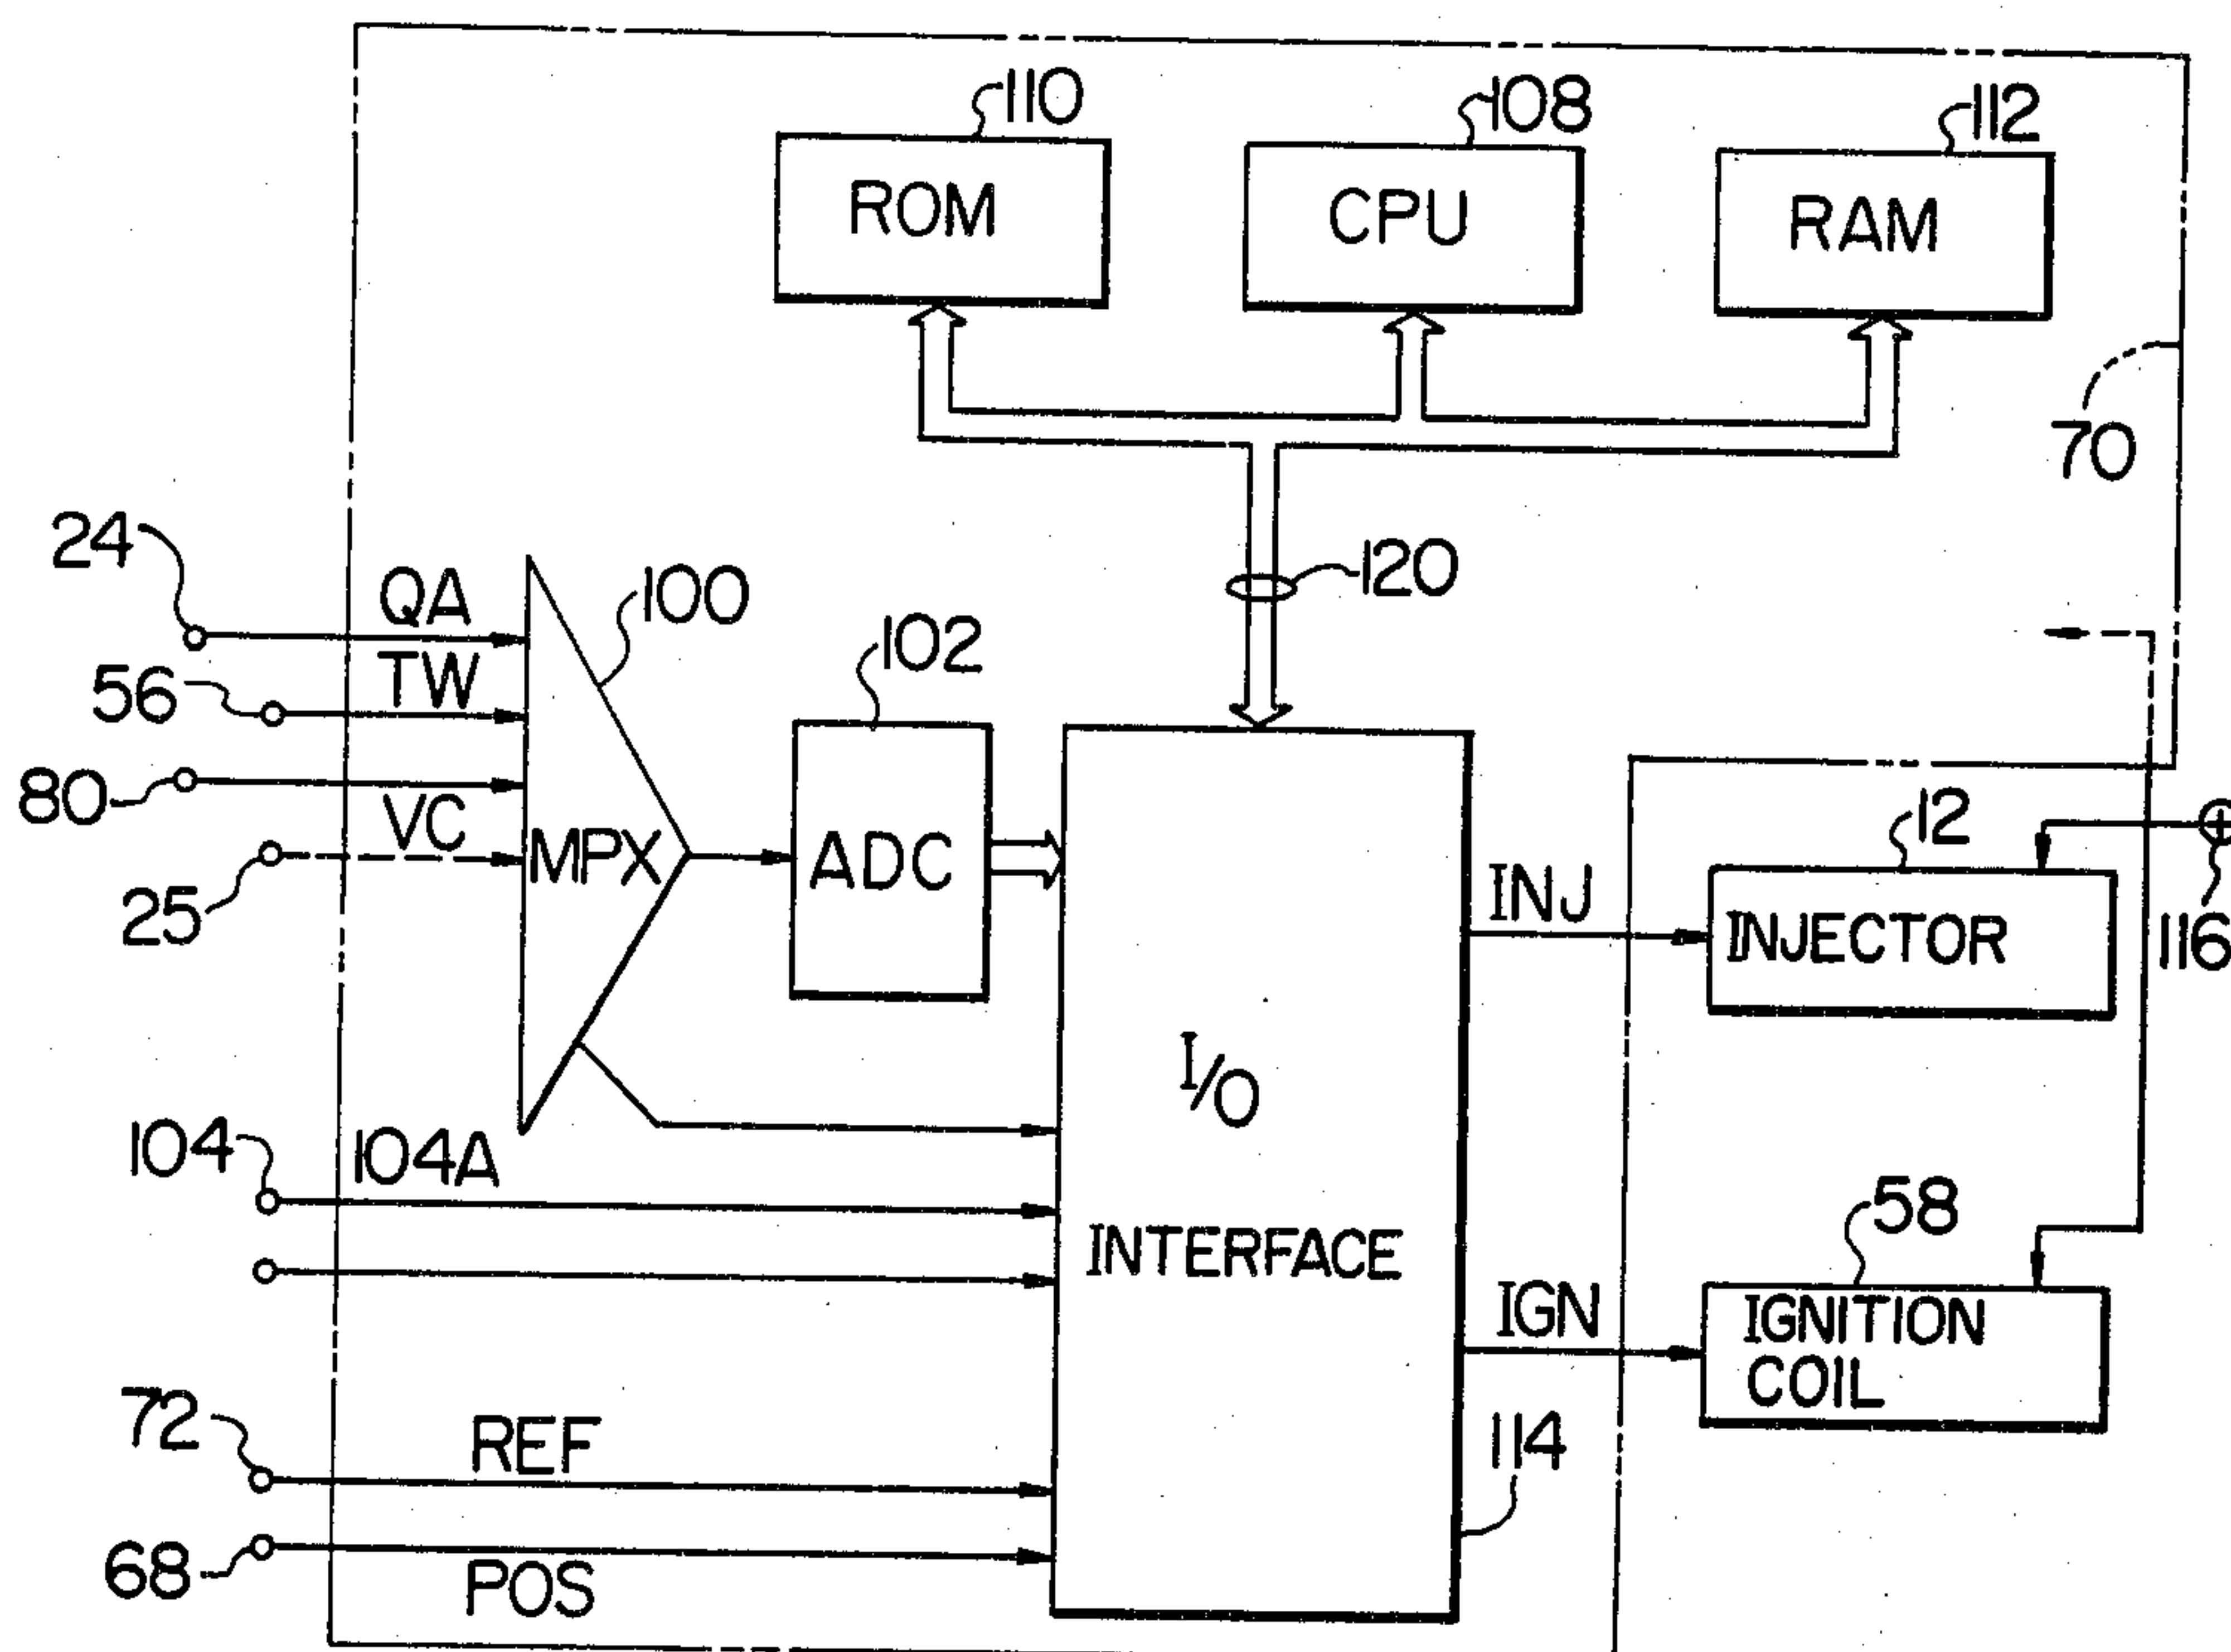 110
108
112
ROM
CPU
RAM
70
24
QA
100
120
56
TW
102
80
VC
12
25
MPX
ADC
INJ
INJECTOR
116
I/O
104
104A
58
INTERFACE
IGN
IGNITION
COIL
72
REF
114
68
POS